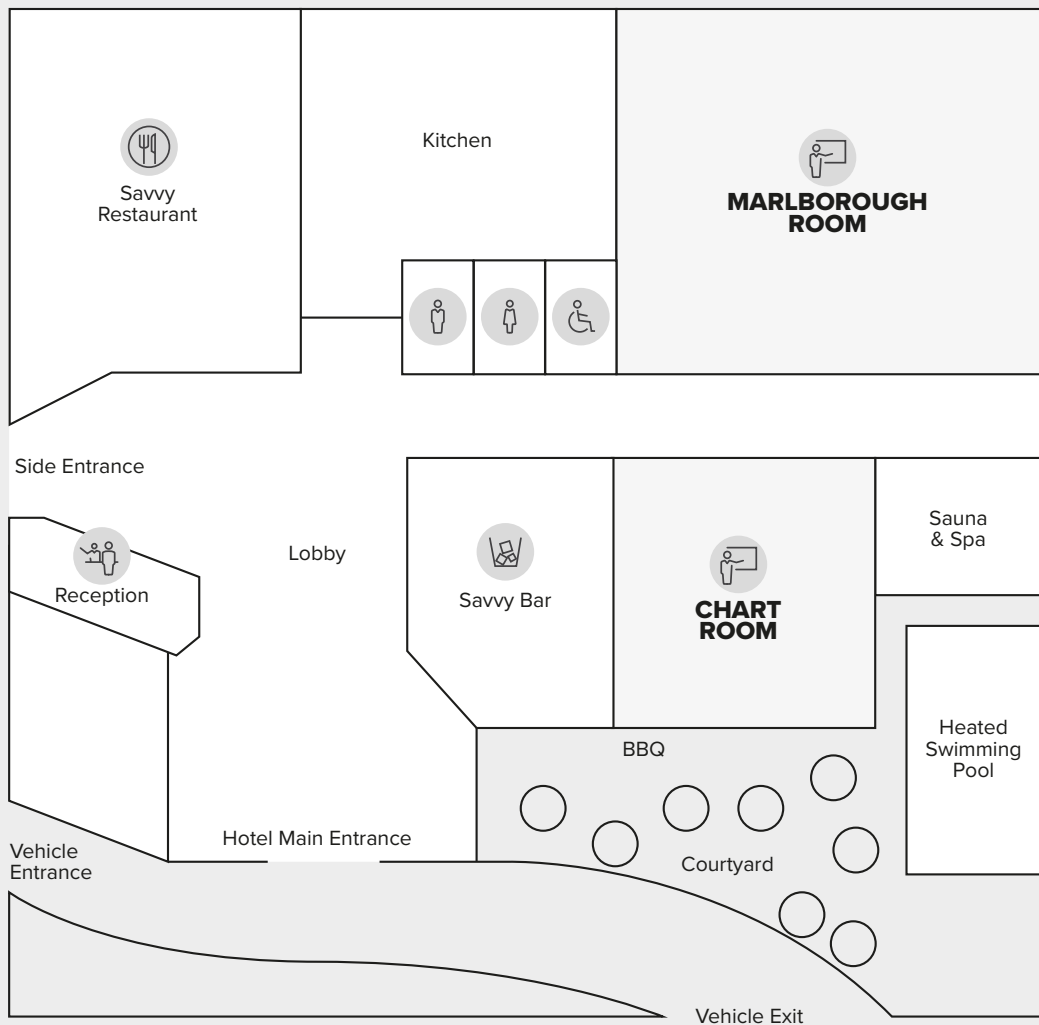 Savvy
Restaurant
Kitchen
MARLBOROUGH
ROOM
Side Entrance
Reception
Lobby
Savvy Bar
CHART
ROOM
Sauna
& Spa
Heated
Swimming
Pool
BBQ
Courtyard
Hotel Main Entrance
Vehicle
Entrance
Vehicle Exit